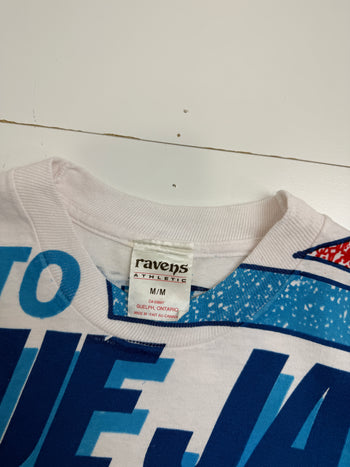 ravens
ATHLETIC
M/M
GUELPH, ONTARIO
TO
UE JA